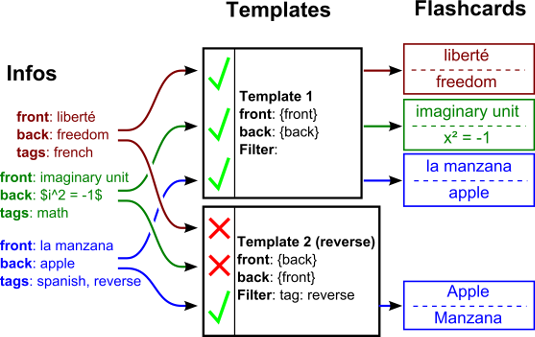 Templates
Flashcards
Infos
front: liberté
back: freedom
tags: french
front: imaginary unit
back: $i^2 = -1$
tags: math
front: la manzana
back: apple
tags: spanish, reverse
Template 1
front: {front}
back: {back}
Filter:
Template 2 (reverse)
front: {back}
back: {front}
Filter: tag: reverse
liberté
freedom
imaginary unit
x² = -1
la manzana
apple
Apple
Manzana